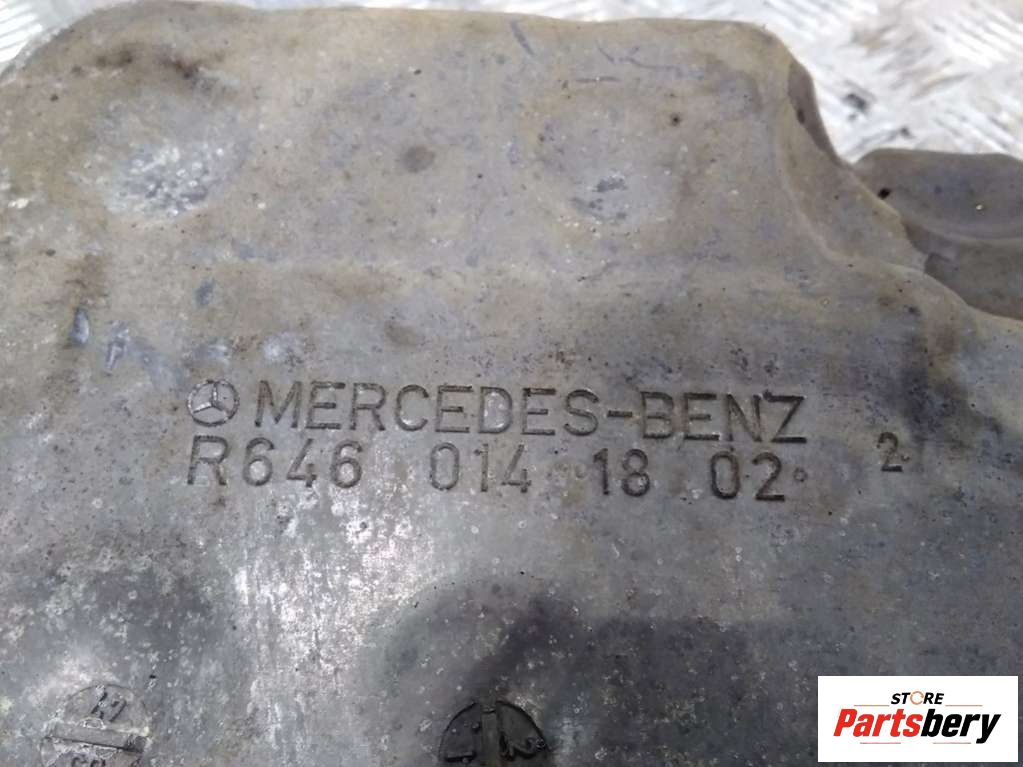 MERCEDES-BENZ
R646 014 18 02 2
STORE
Partsbery